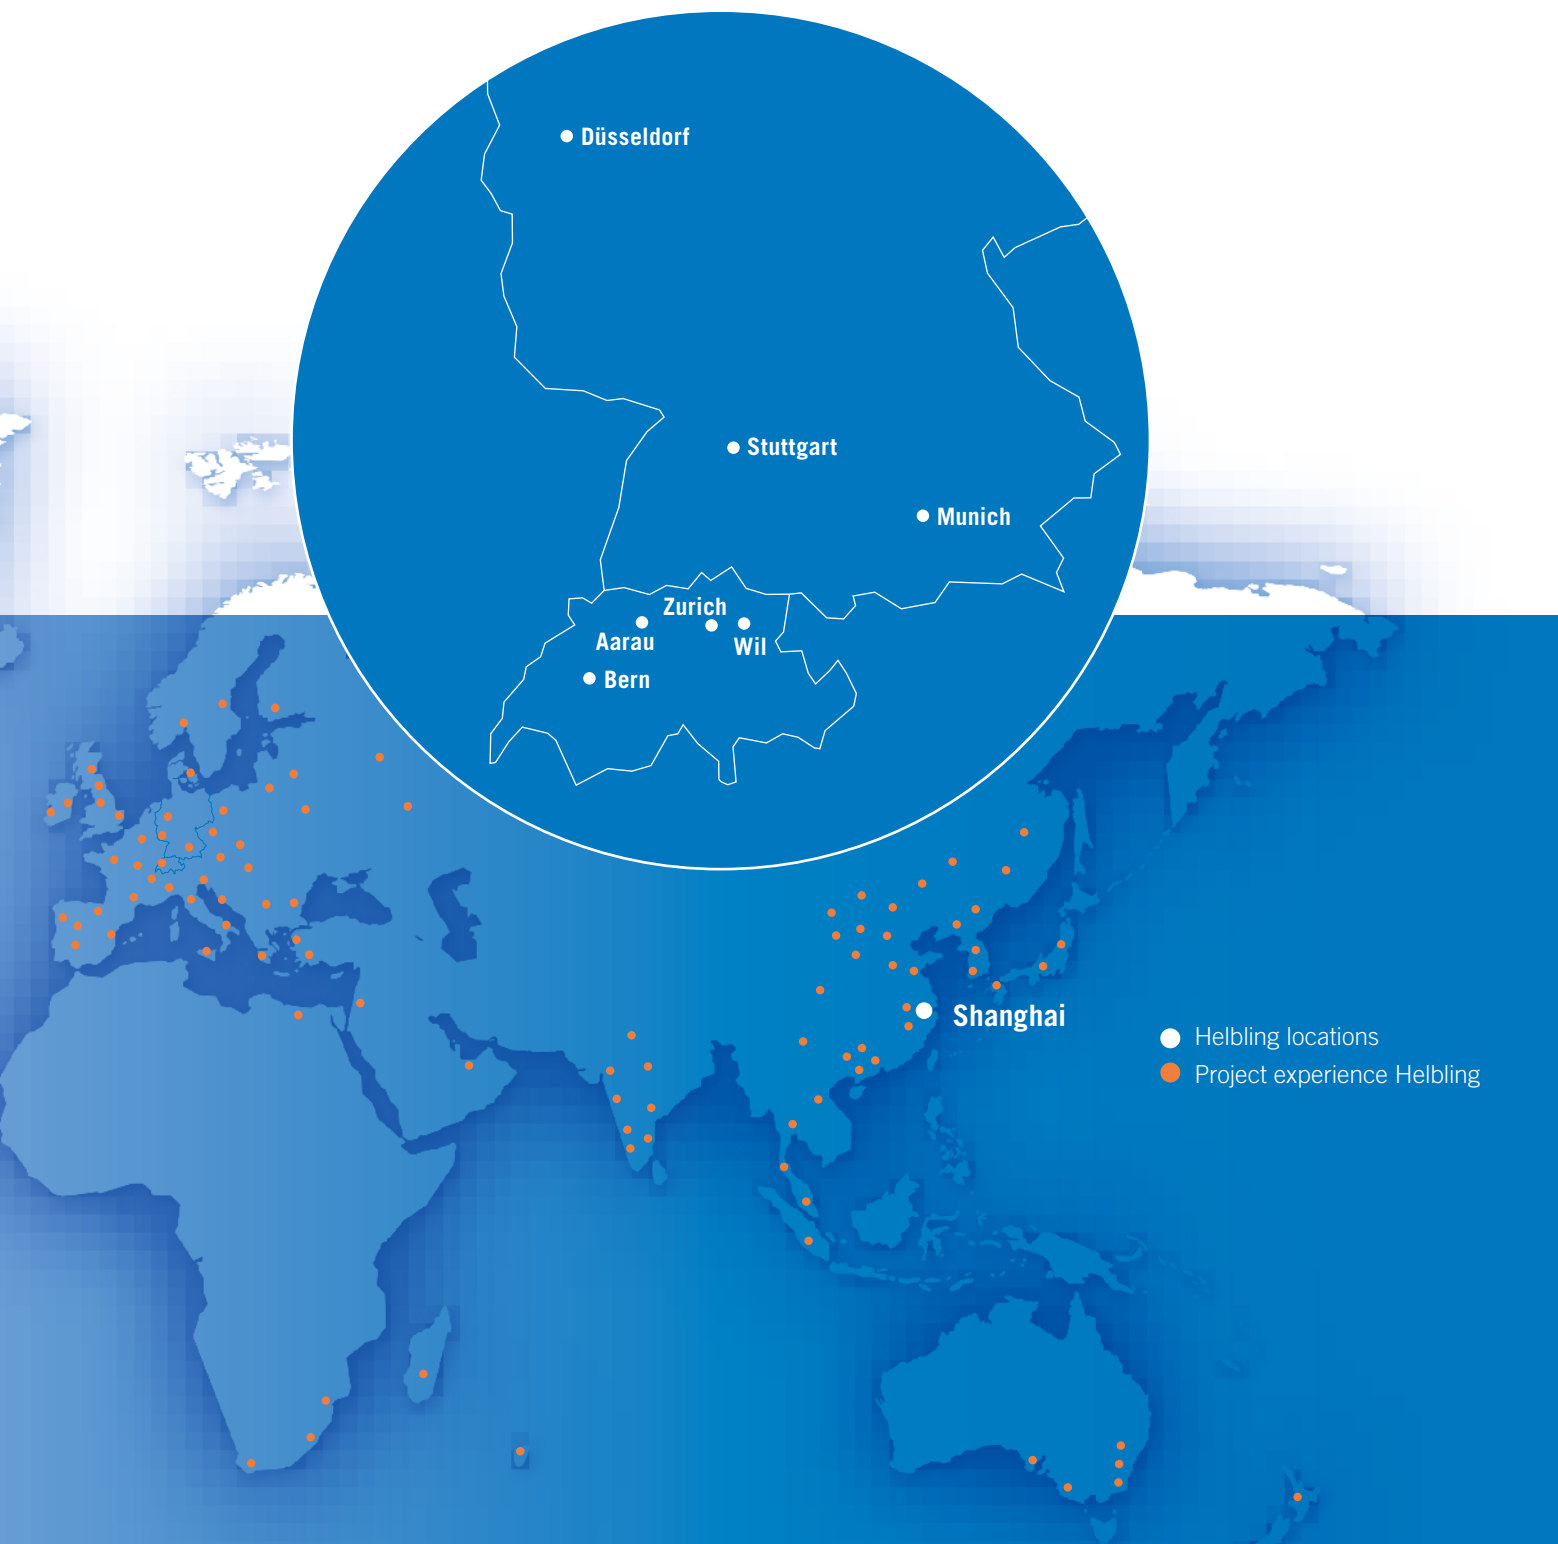 Düsseldorf
Stuttgart
Munich
Zurich
Aarau
Wil
Bern
Shanghai
Helbling locations
Project experience Helbling